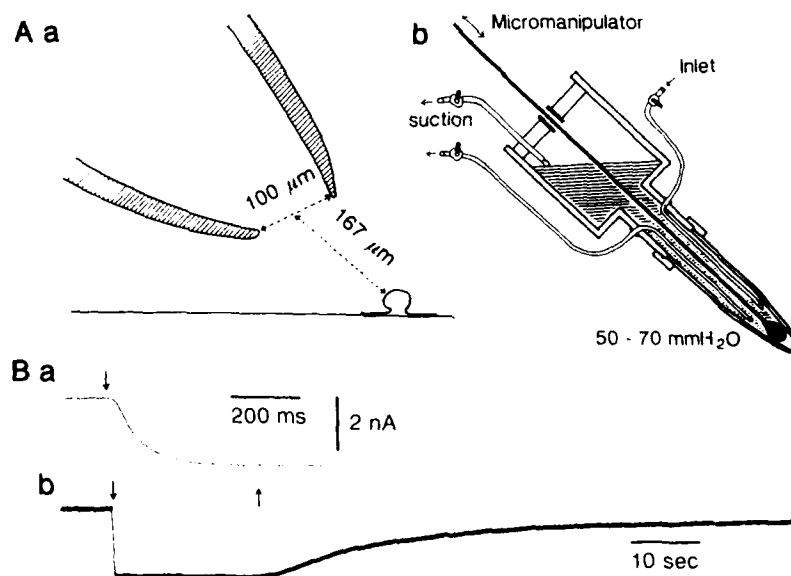 A a
100 μm
167 μm
b
Micromanipulator
Inlet
suction
50 - 70 mmH₂O
B a
200 ms
2 nA
b
10 sec